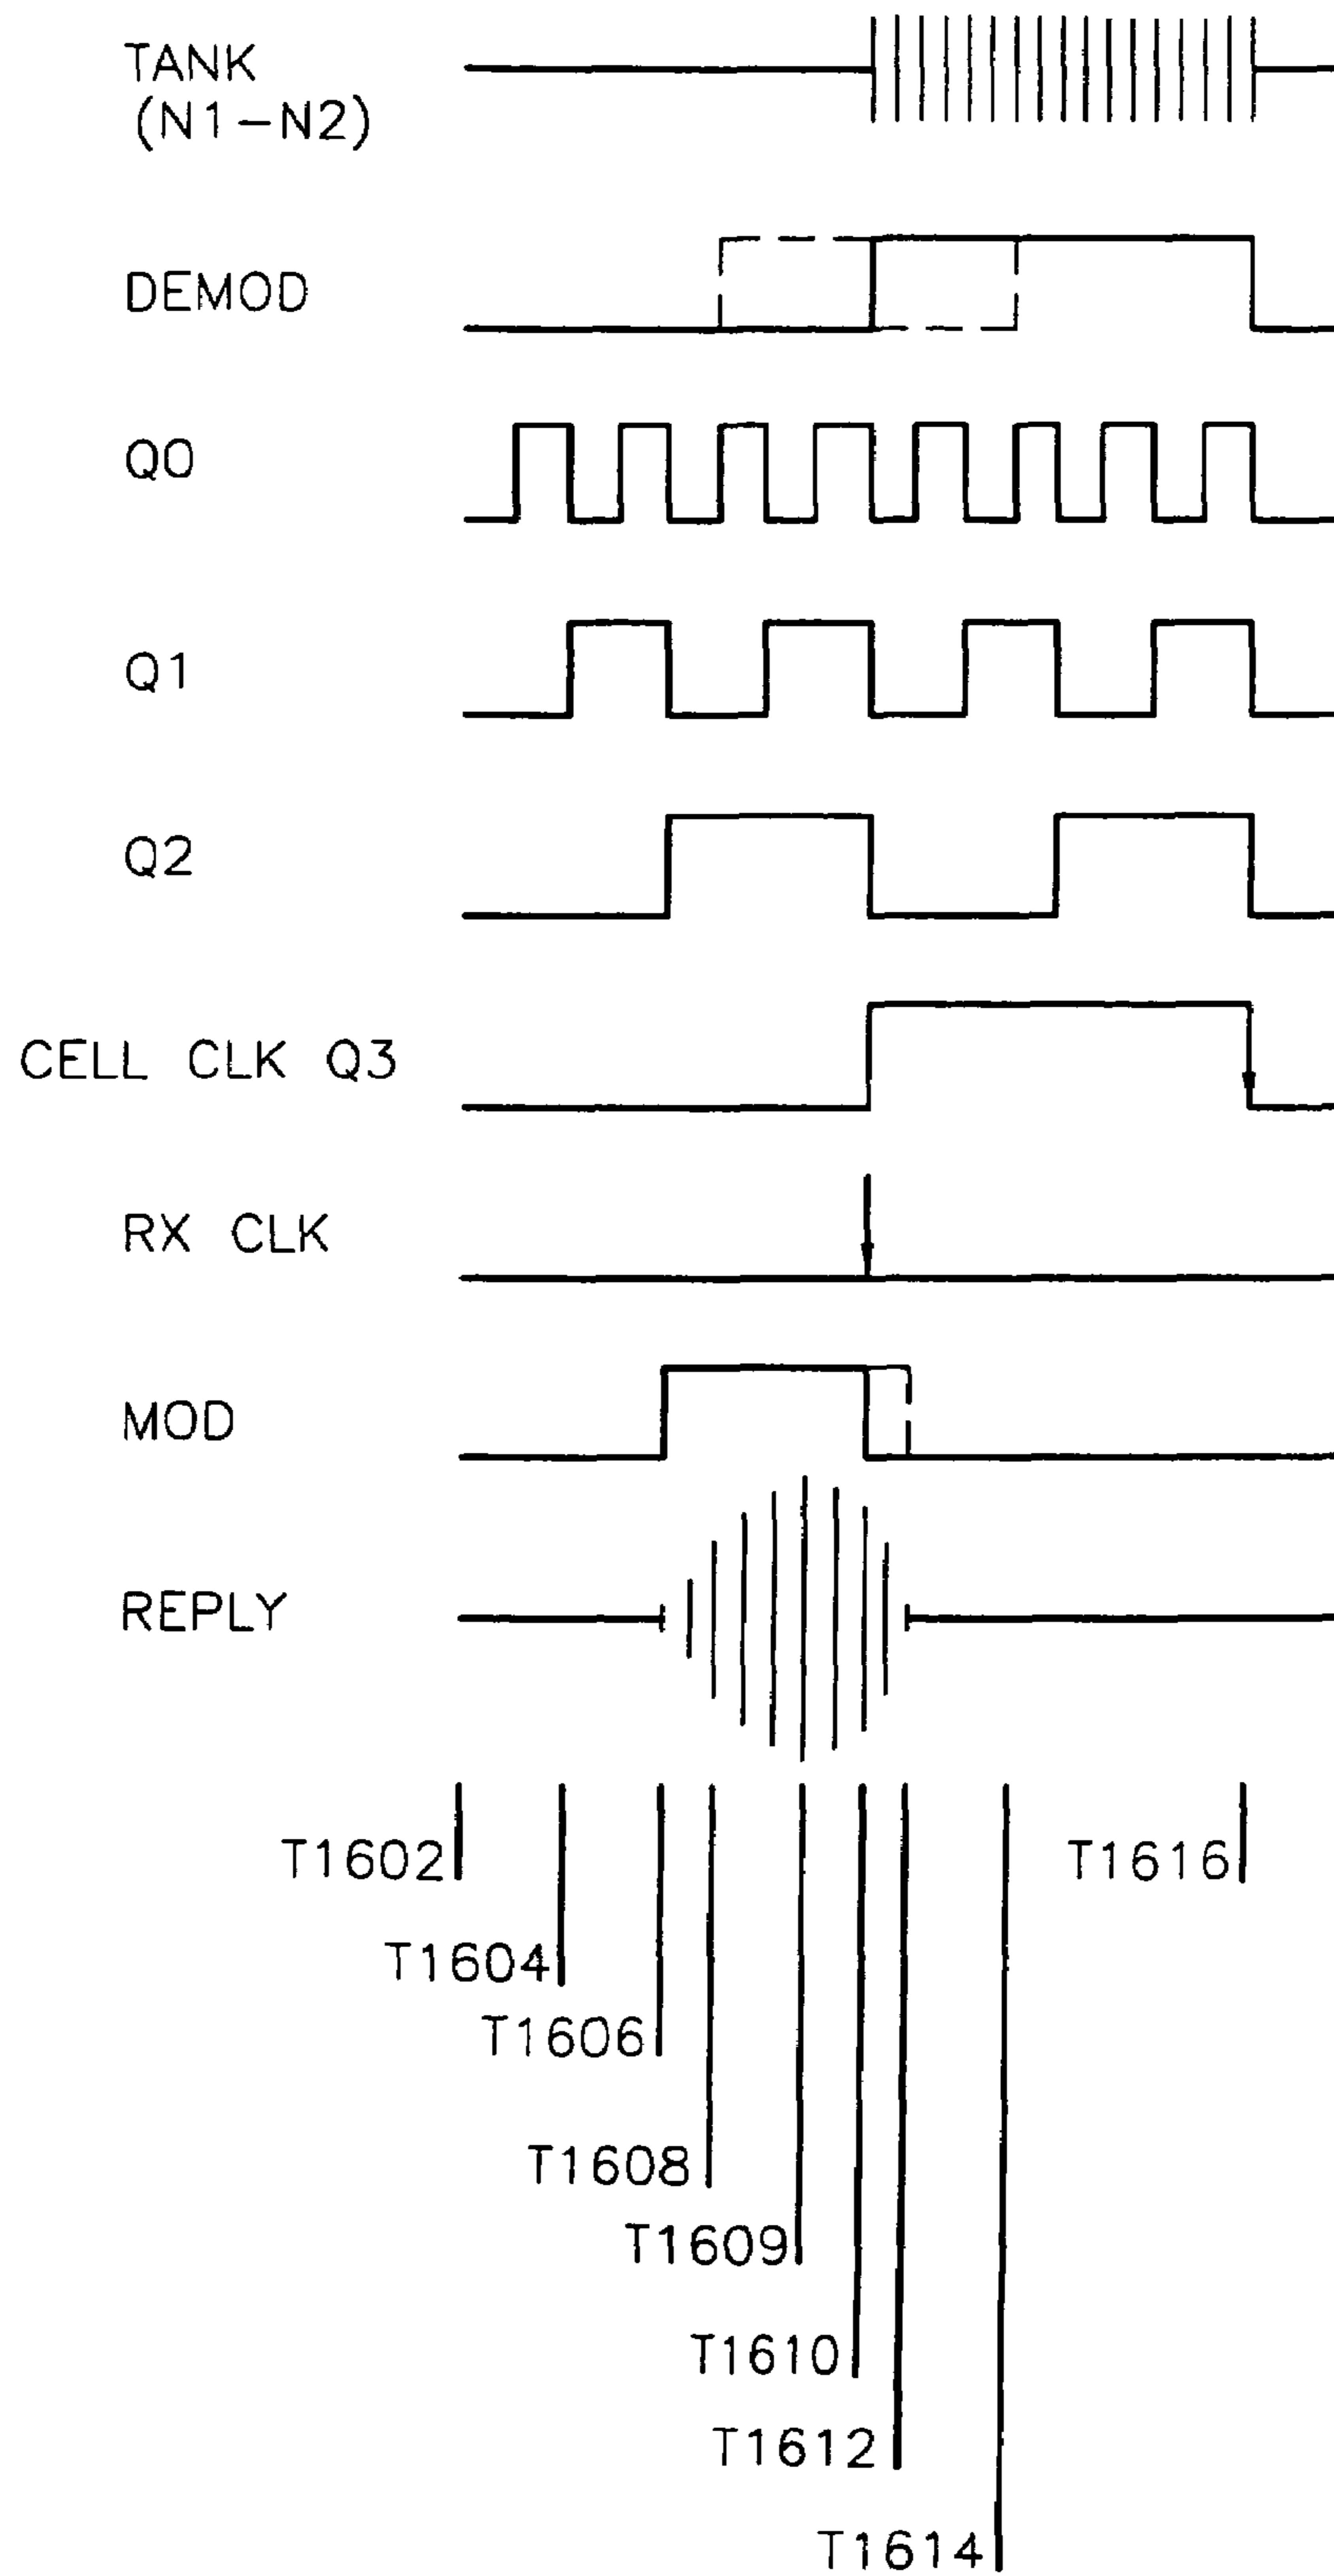 TANK
(N1-N2)
DEMOD
Q0
Q1
Q2
CELL CLK Q3
RX CLK
MOD
REPLY
T1602
T1616
T1604
T1606
T1608
T1609
T1610
T1612
T1614